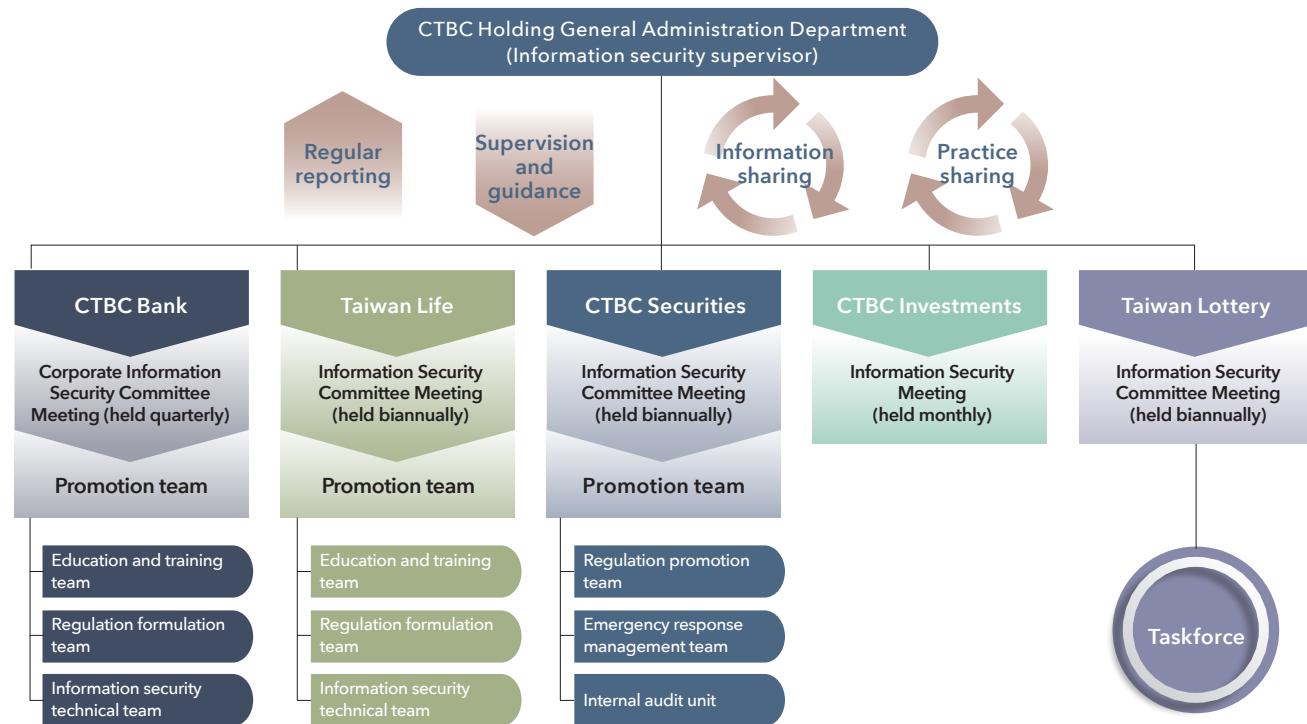 CTBC Holding General Administration Department
(Information security supervisor)
Regular
reporting
Supervision
and
guidance
Information
sharing
Practice
sharing
CTBC Bank
Corporate Information
Security Committee
Meeting (held quarterly)
Promotion team
Education and training
team
Regulation formulation
team
Information security
technical team
Taiwan Life
Information Security
Committee Meeting
(held biannually)
Promotion team
Education and training
team
Regulation formulation
team
Information security
technical team
CTBC Securities
Information Security
Committee Meeting
(held biannually)
Promotion team
Regulation promotion
team
Emergency response
management team
Internal audit unit
CTBC Investments
Information Security
Meeting
(held monthly)
Taiwan Lottery
Information Security
Committee Meeting
(held biannually)
Taskforce